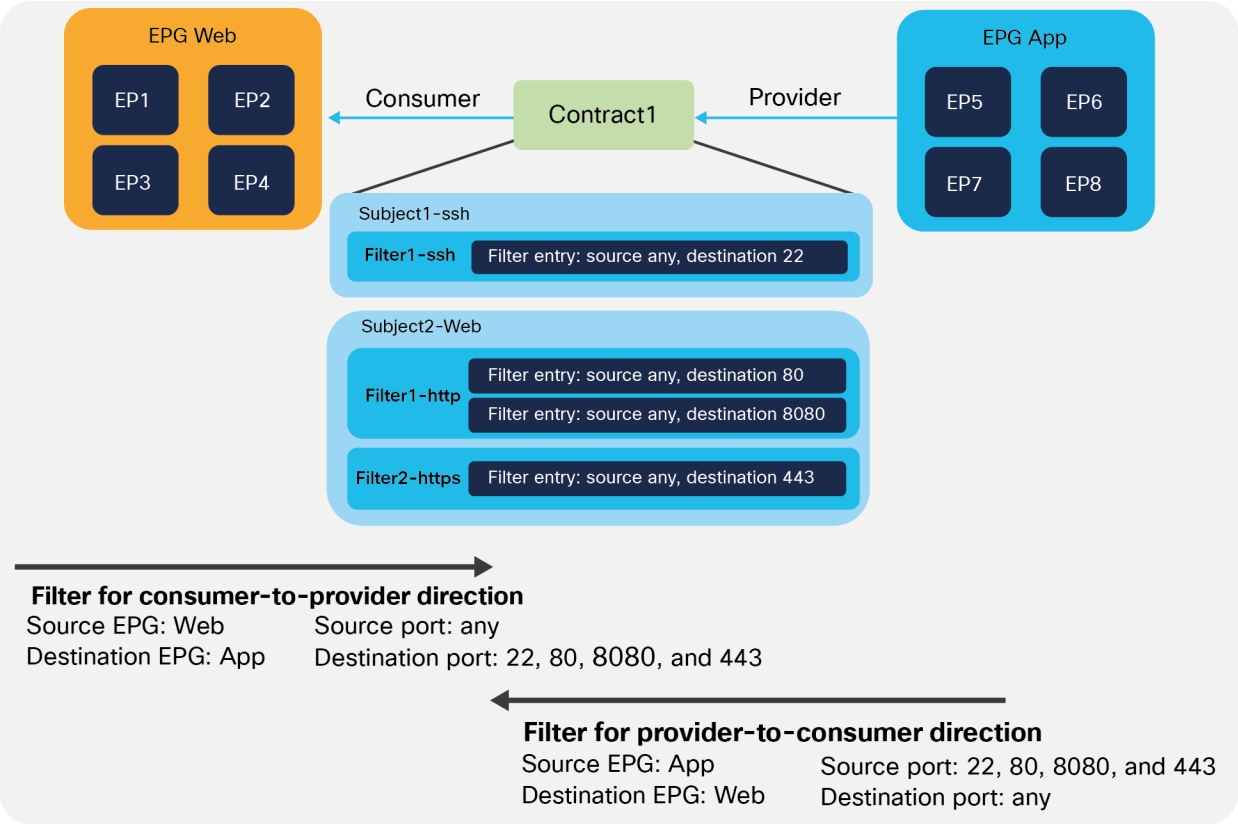 EPG Web
EP1 EP2
EP3 EP4
Consumer
Contract1
Provider
EPG App
EP5 EP6
EP7 EP8
Subject1-ssh
Filter1-ssh Filter entry: source any, destination 22
Subject2-Web
Filter1-http
Filter entry: source any, destination 80
Filter entry: source any, destination 8080
Filter2-https Filter entry: source any, destination 443
Filter for consumer-to-provider direction
Source EPG: Web Source port: any
Destination EPG: App Destination port: 22, 80, 8080, and 443
Filter for provider-to-consumer direction
Source EPG: App Source port: 22, 80, 8080, and 443
Destination EPG: Web Destination port: any